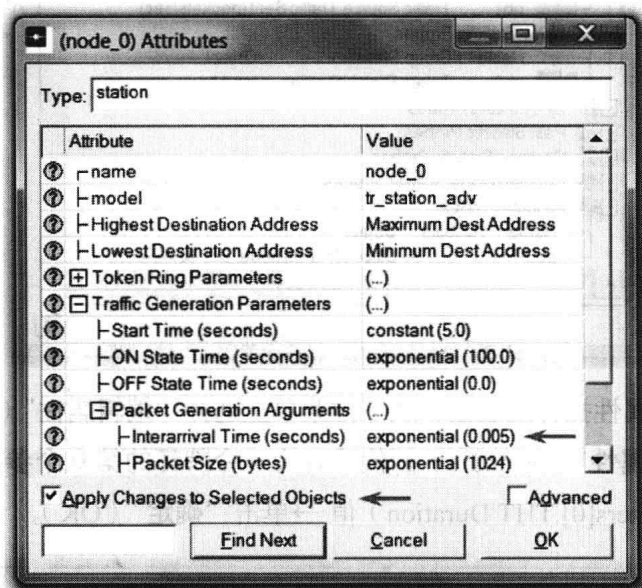 (node_0) Attributes
Type: station
Attribute Value
name node_0
model tr_station_adv
Highest Destination Address Maximum Dest Address
Lowest Destination Address Minimum Dest Address
Token Ring Parameters (...)
Traffic Generation Parameters (...)
Start Time (seconds) constant (5.0)
ON State Time (seconds) exponential (100.0)
OFF State Time (seconds) exponential (0.0)
Packet Generation Arguments (...)
Interarrival Time (seconds) exponential (0.005)
Packet Size (bytes) exponential (1024)
Apply Changes to Selected Objects Advanced
Find Next Cancel OK